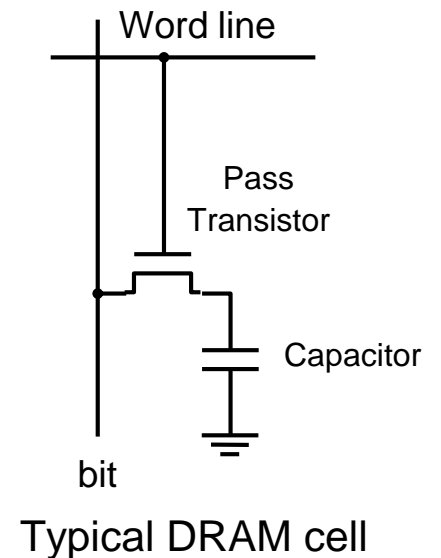 Word line
Pass
Transistor
Capacitor
bit
Typical DRAM cell